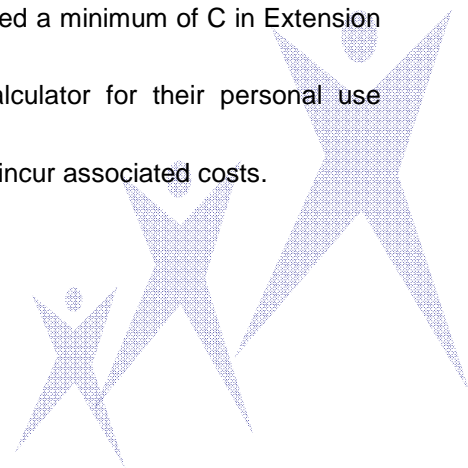 ed a minimum of C in Extension
alculator for their personal use
incur associated costs.